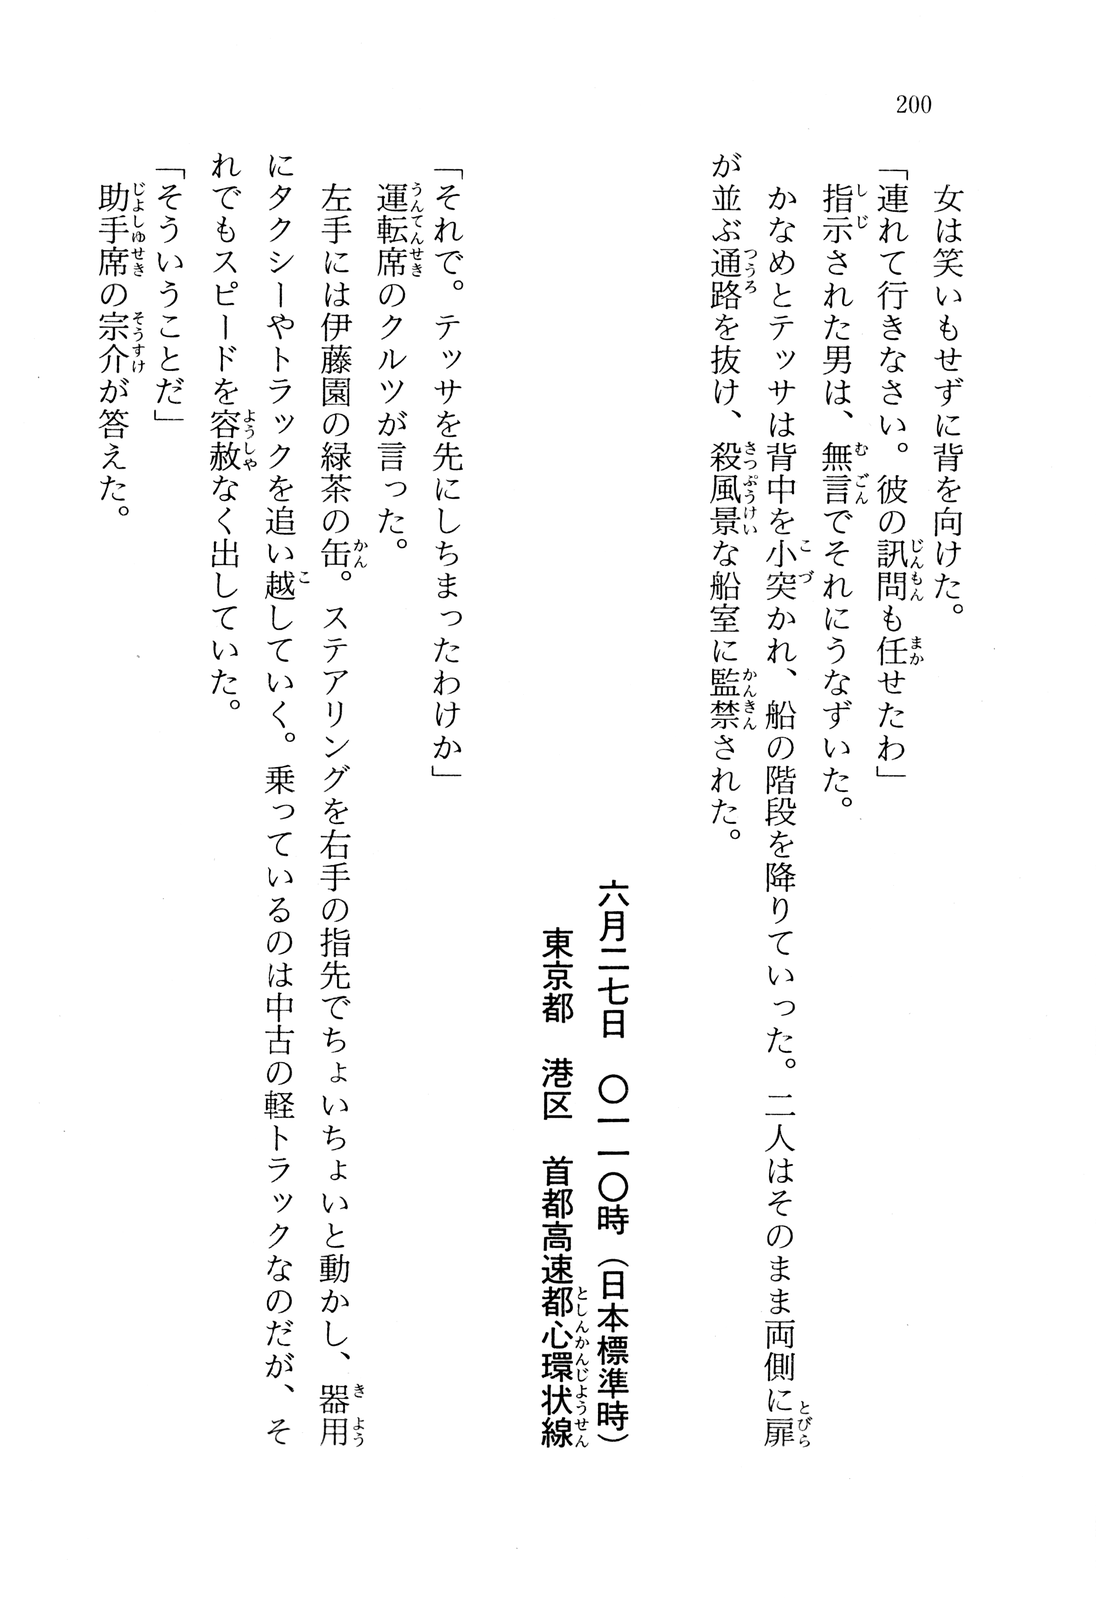 200
女は笑いもせずに背を向けた。
「連れて行きなさい。彼の訊問も任せたわ」
指示された男は、無言でそれにうなずいた。
かなめとテッサは背中を小突かれ、船の階段を降りていった。二人はそのまま両側に扉
が並ぶ通路を抜け、殺風景な船室に監禁された。
六月二七日　〇一一〇時（日本標準時）
東京都　港区　首都高速都心環状線
「それで。テッサを先にしちまったわけか」
運転席のクルツが言った。
左手には伊藤園の緑茶の缶。ステアリングを右手の指先でちょいちょいと動かし、器用
にタクシーやトラックを追い越していく。乗っているのは中古の軽トラックなのだが、そ
れでもスピードを容赦なく出していた。
「そういうことだ」
助手席の宗介が答えた。